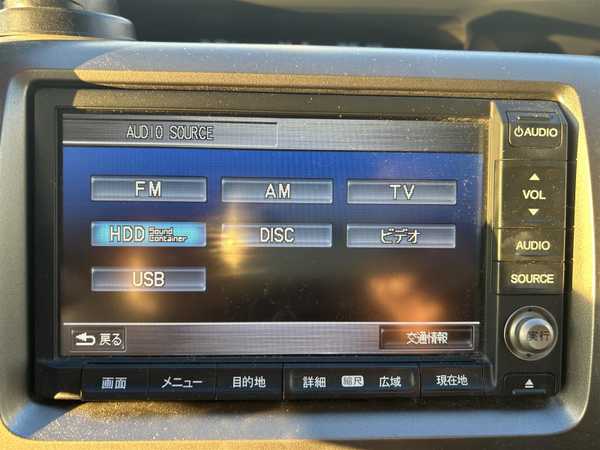 AUDIO SOURCE
FM AM TV
HDD Sound Container DISC ビデオ
USB
戻る 交通情報
AUDIO
VOL
AUDIO
SOURCE
実行
画面 メニュー 目的地 詳細 縮尺 広域 現在地